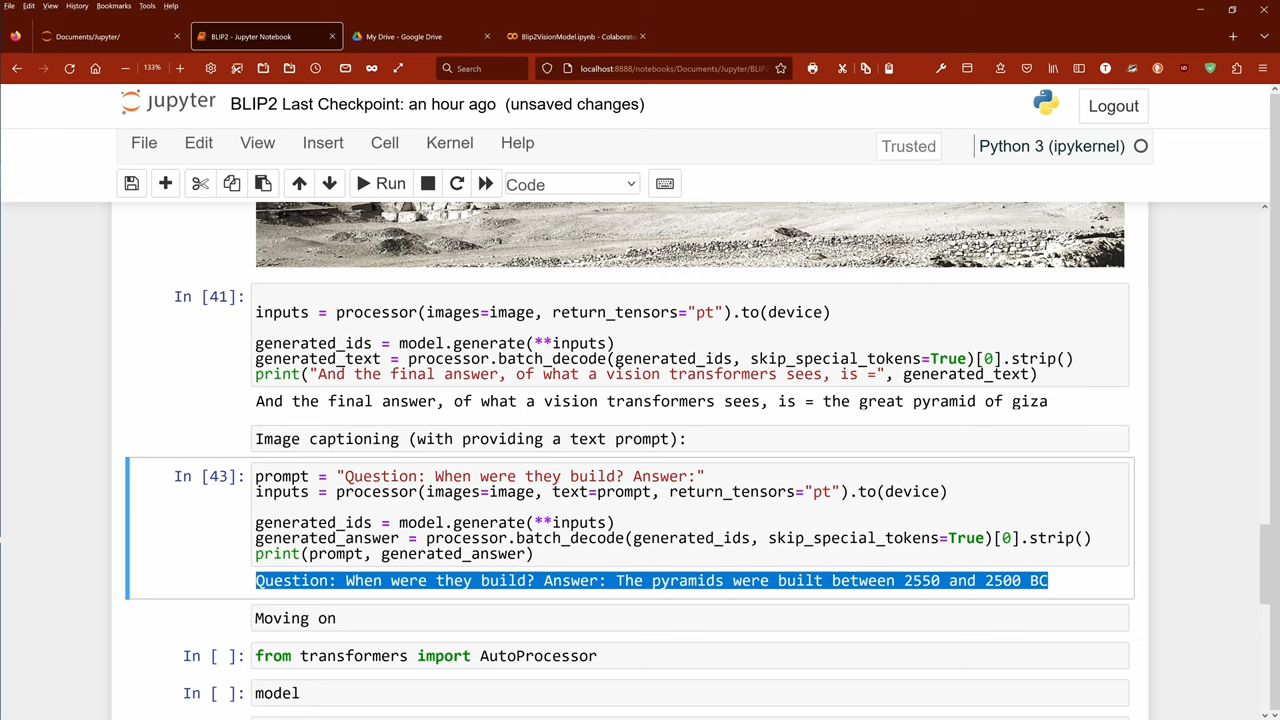 File Edit View History Bookmarks Tools Help
Documents/Jupyter/ BLIP2 - Jupyter Notebook My Drive - Google Drive Blip2VisionModel.ipynb - Colaborat
133% Search localhost:8888/notebooks/Documents/Jupyter/BLIP
jupyter BLIP2 Last Checkpoint: an hour ago (unsaved changes) Logout
File Edit View Insert Cell Kernel Help Trusted Python 3 (ipykernel)
Run Code
In [41]:
inputs = processor(images=image, return_tensors="pt").to(device)
generated_ids = model.generate(**inputs)
generated_text = processor.batch_decode(generated_ids, skip_special_tokens=True)[0].strip()
print("And the final answer, of what a vision transformers sees, is =", generated_text)
And the final answer, of what a vision transformers sees, is = the great pyramid of giza
Image captioning (with providing a text prompt):
In [43]: prompt = "Question: When were they build? Answer:"
inputs = processor(images=image, text=prompt, return_tensors="pt").to(device)
generated_ids = model.generate(**inputs)
generated_answer = processor.batch_decode(generated_ids, skip_special_tokens=True)[0].strip()
print(prompt, generated_answer)
Question: When were they build? Answer: The pyramids were built between 2550 and 2500 BC
Moving on
In [ ]: from transformers import AutoProcessor
In [ ]: model